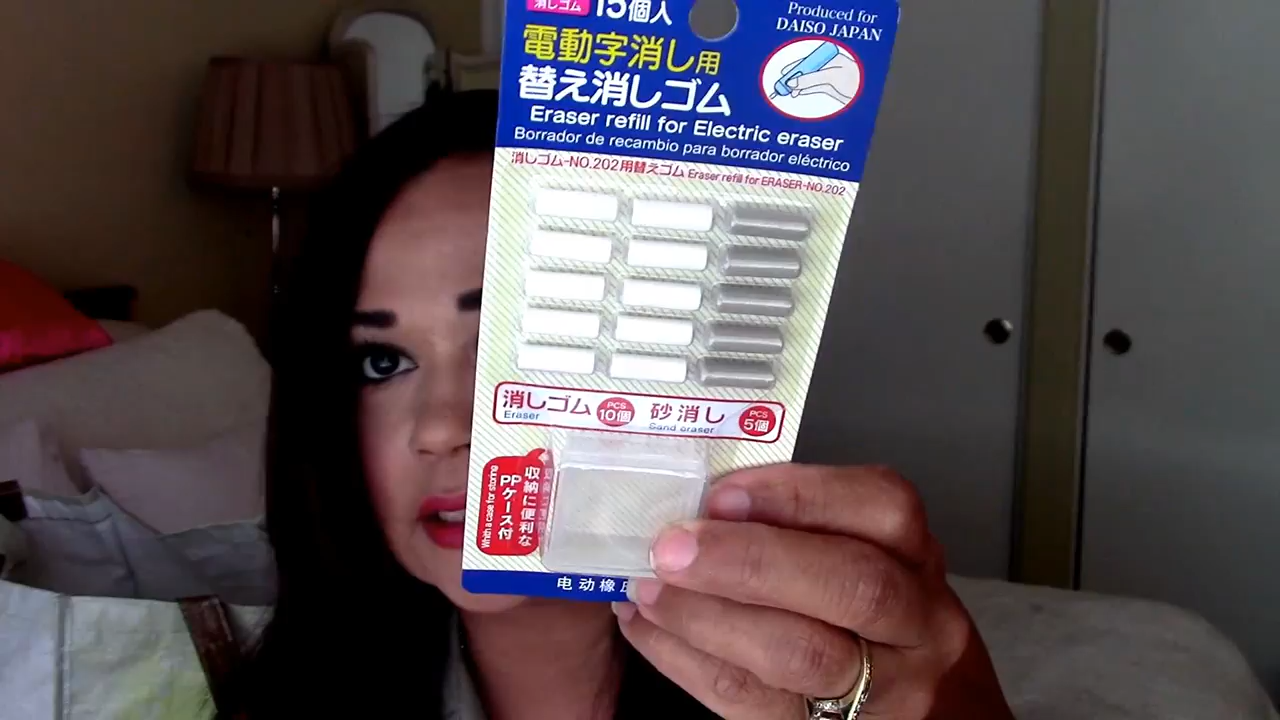 消しゴム 15個入
Produced for
DAISO JAPAN
電動字消し用
替え消しゴム
Eraser refill for Electric eraser
Borrador de recambio para borrador eléctrico
消しゴム-NO.202用替えゴム Eraser refill for ERASER-NO.202
消しゴム PCS 10個 砂消し PCS 5個
Eraser Sand eraser
収納に便利な
PPケース付
With a case for storing
电动橡